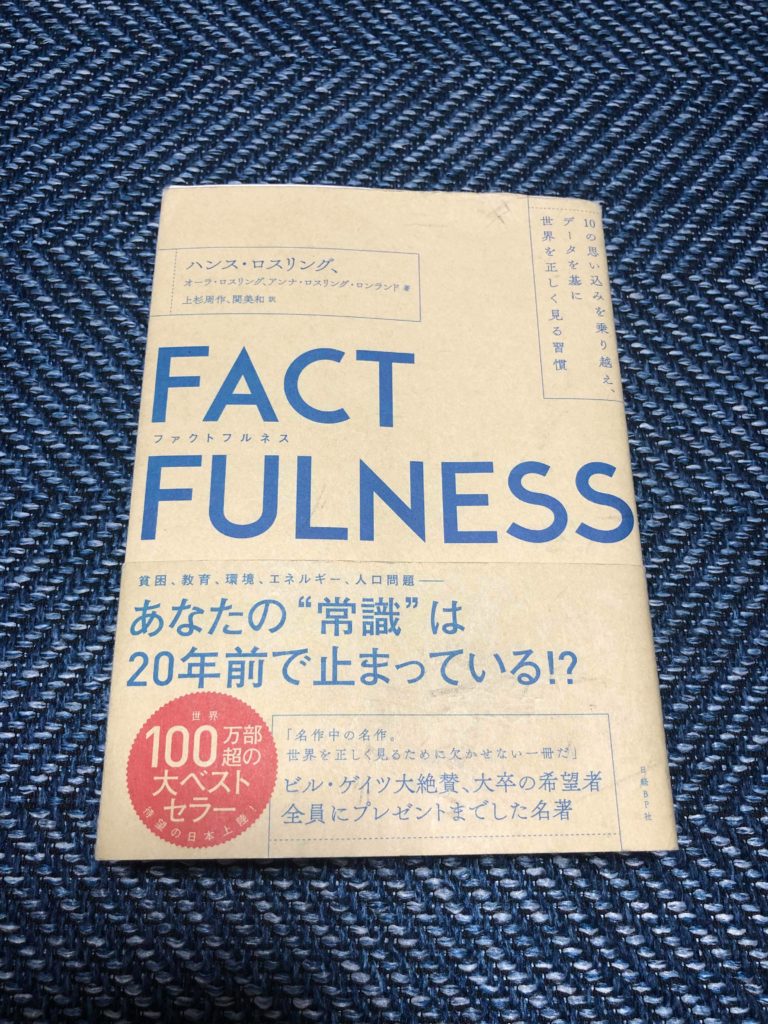 10の思い込みを乗り越え、
データを基に
世界を正しく見る習慣
ハンス・ロスリング、
オーラ・ロスリング、アンナ・ロスリング・ロンランド 著
上杉周作、関美和 訳
FACT
ファクトフルネス
FULNESS
貧困、教育、環境、エネルギー、人口問題──
あなたの“常識”は
20年前で止まっている!?
世界
100万部
超の
大ベスト
セラー
待望の日本上陸!
「名作中の名作。
世界を正しく見るために欠かせない一冊だ」
ビル・ゲイツ大絶賛、大卒の希望者
全員にプレゼントまでした名著
日経BP社